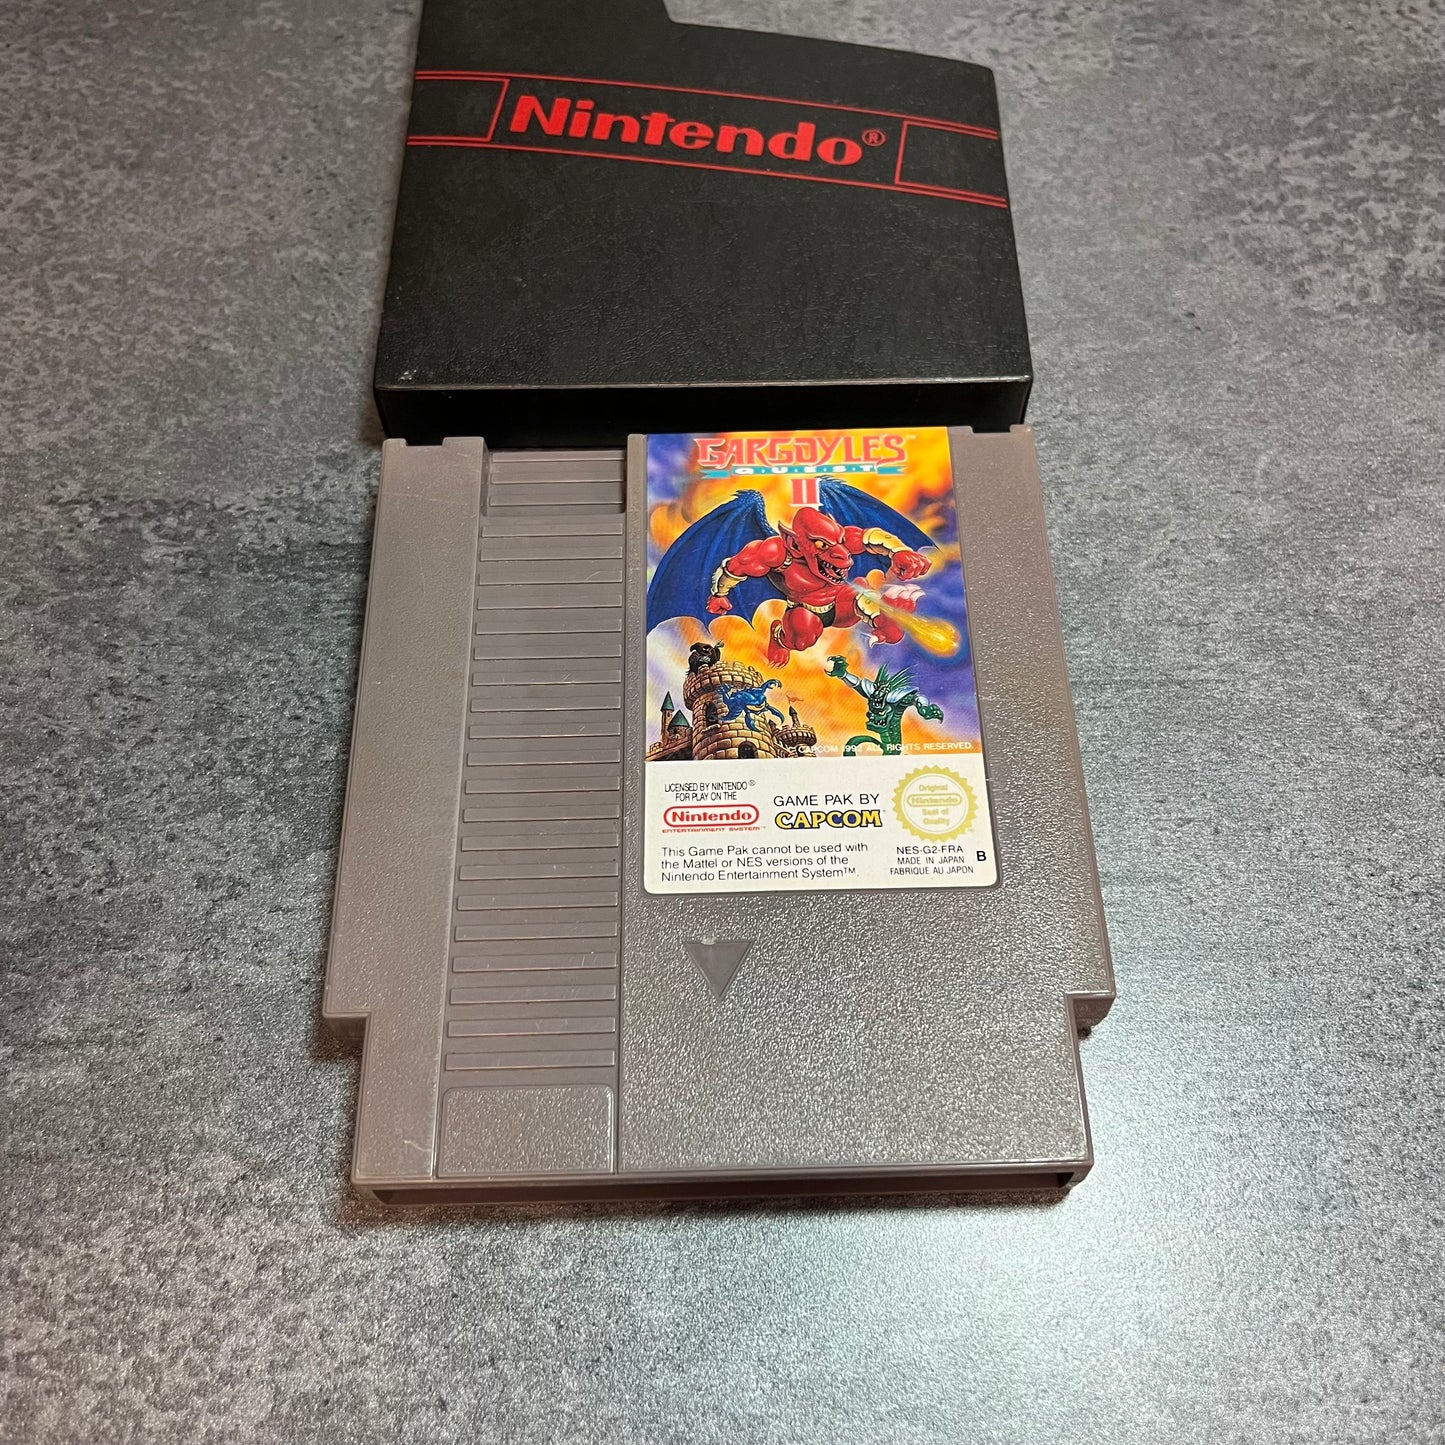 Nintendo®
GARGOYLES™
QUEST
II
© CAPCOM 1992 ALL RIGHTS RESERVED.
LICENSED BY NINTENDO®
FOR PLAY ON THE
Nintendo
ENTERTAINMENT SYSTEM™
GAME PAK BY
CAPCOM®
Original
Nintendo
Seal of
Quality
This Game Pak cannot be used with
the Mattel or NES versions of the
Nintendo Entertainment System™.
NES-G2-FRA
MADE IN JAPAN
FABRIQUE AU JAPON
B